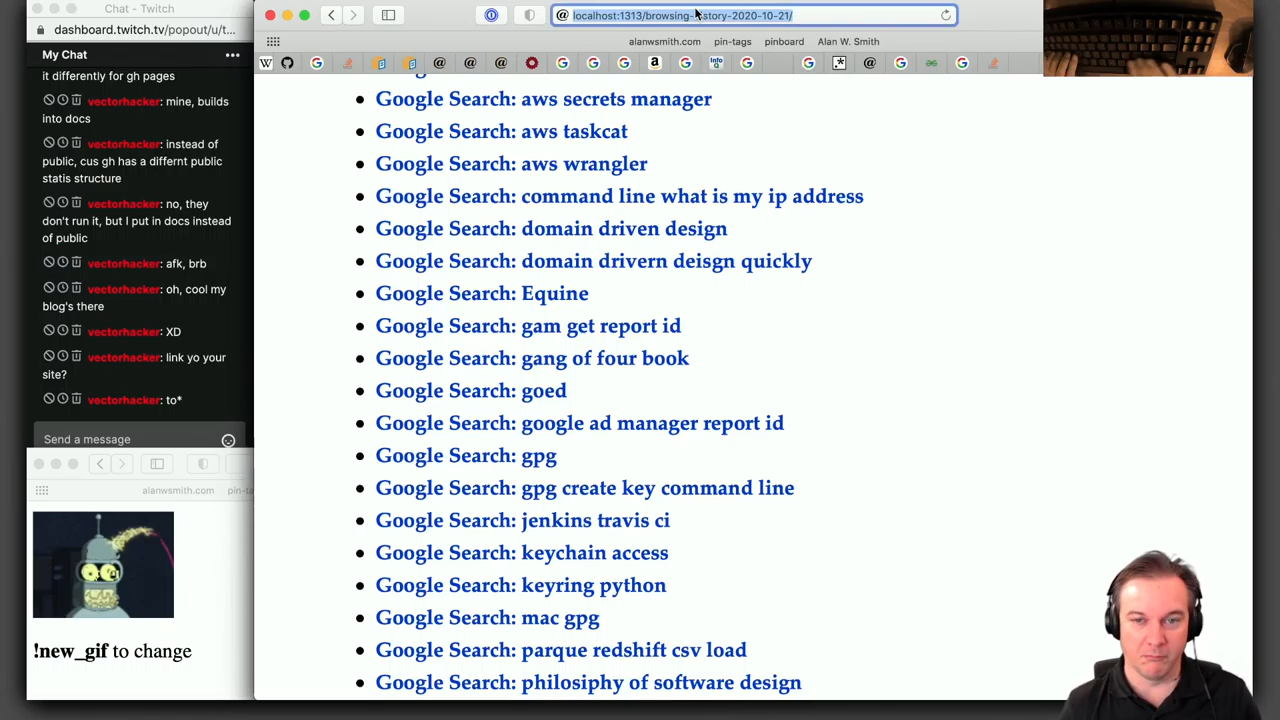 Chat - Twitch
dashboard.twitch.tv/popout/u/t...
My Chat
it differently for gh pages
vectorhacker: mine, builds
into docs
vectorhacker: instead of
public, cus gh has a differnt public
statis structure
vectorhacker: no, they
don't run it, but I put in docs instead
of public
vectorhacker: afk, brb
vectorhacker: oh, cool my
blog's there
vectorhacker: XD
vectorhacker: link yo your
site?
vectorhacker: to*
Send a message
alanwsmith.com
pin-ta
!new_gif to change
alanwsmith.com pin-tags pinboard Alan W. Smith
Google Search: aws secrets manager
Google Search: aws taskcat
Google Search: aws wrangler
Google Search: command line what is my ip address
Google Search: domain driven design
Google Search: domain drivern deisgn quickly
Google Search: Equine
Google Search: gam get report id
Google Search: gang of four book
Google Search: goed
Google Search: google ad manager report id
Google Search: gpg
Google Search: gpg create key command line
Google Search: jenkins travis ci
Google Search: keychain access
Google Search: keyring python
Google Search: mac gpg
Google Search: parque redshift csv load
Google Search: philosiphy of software design